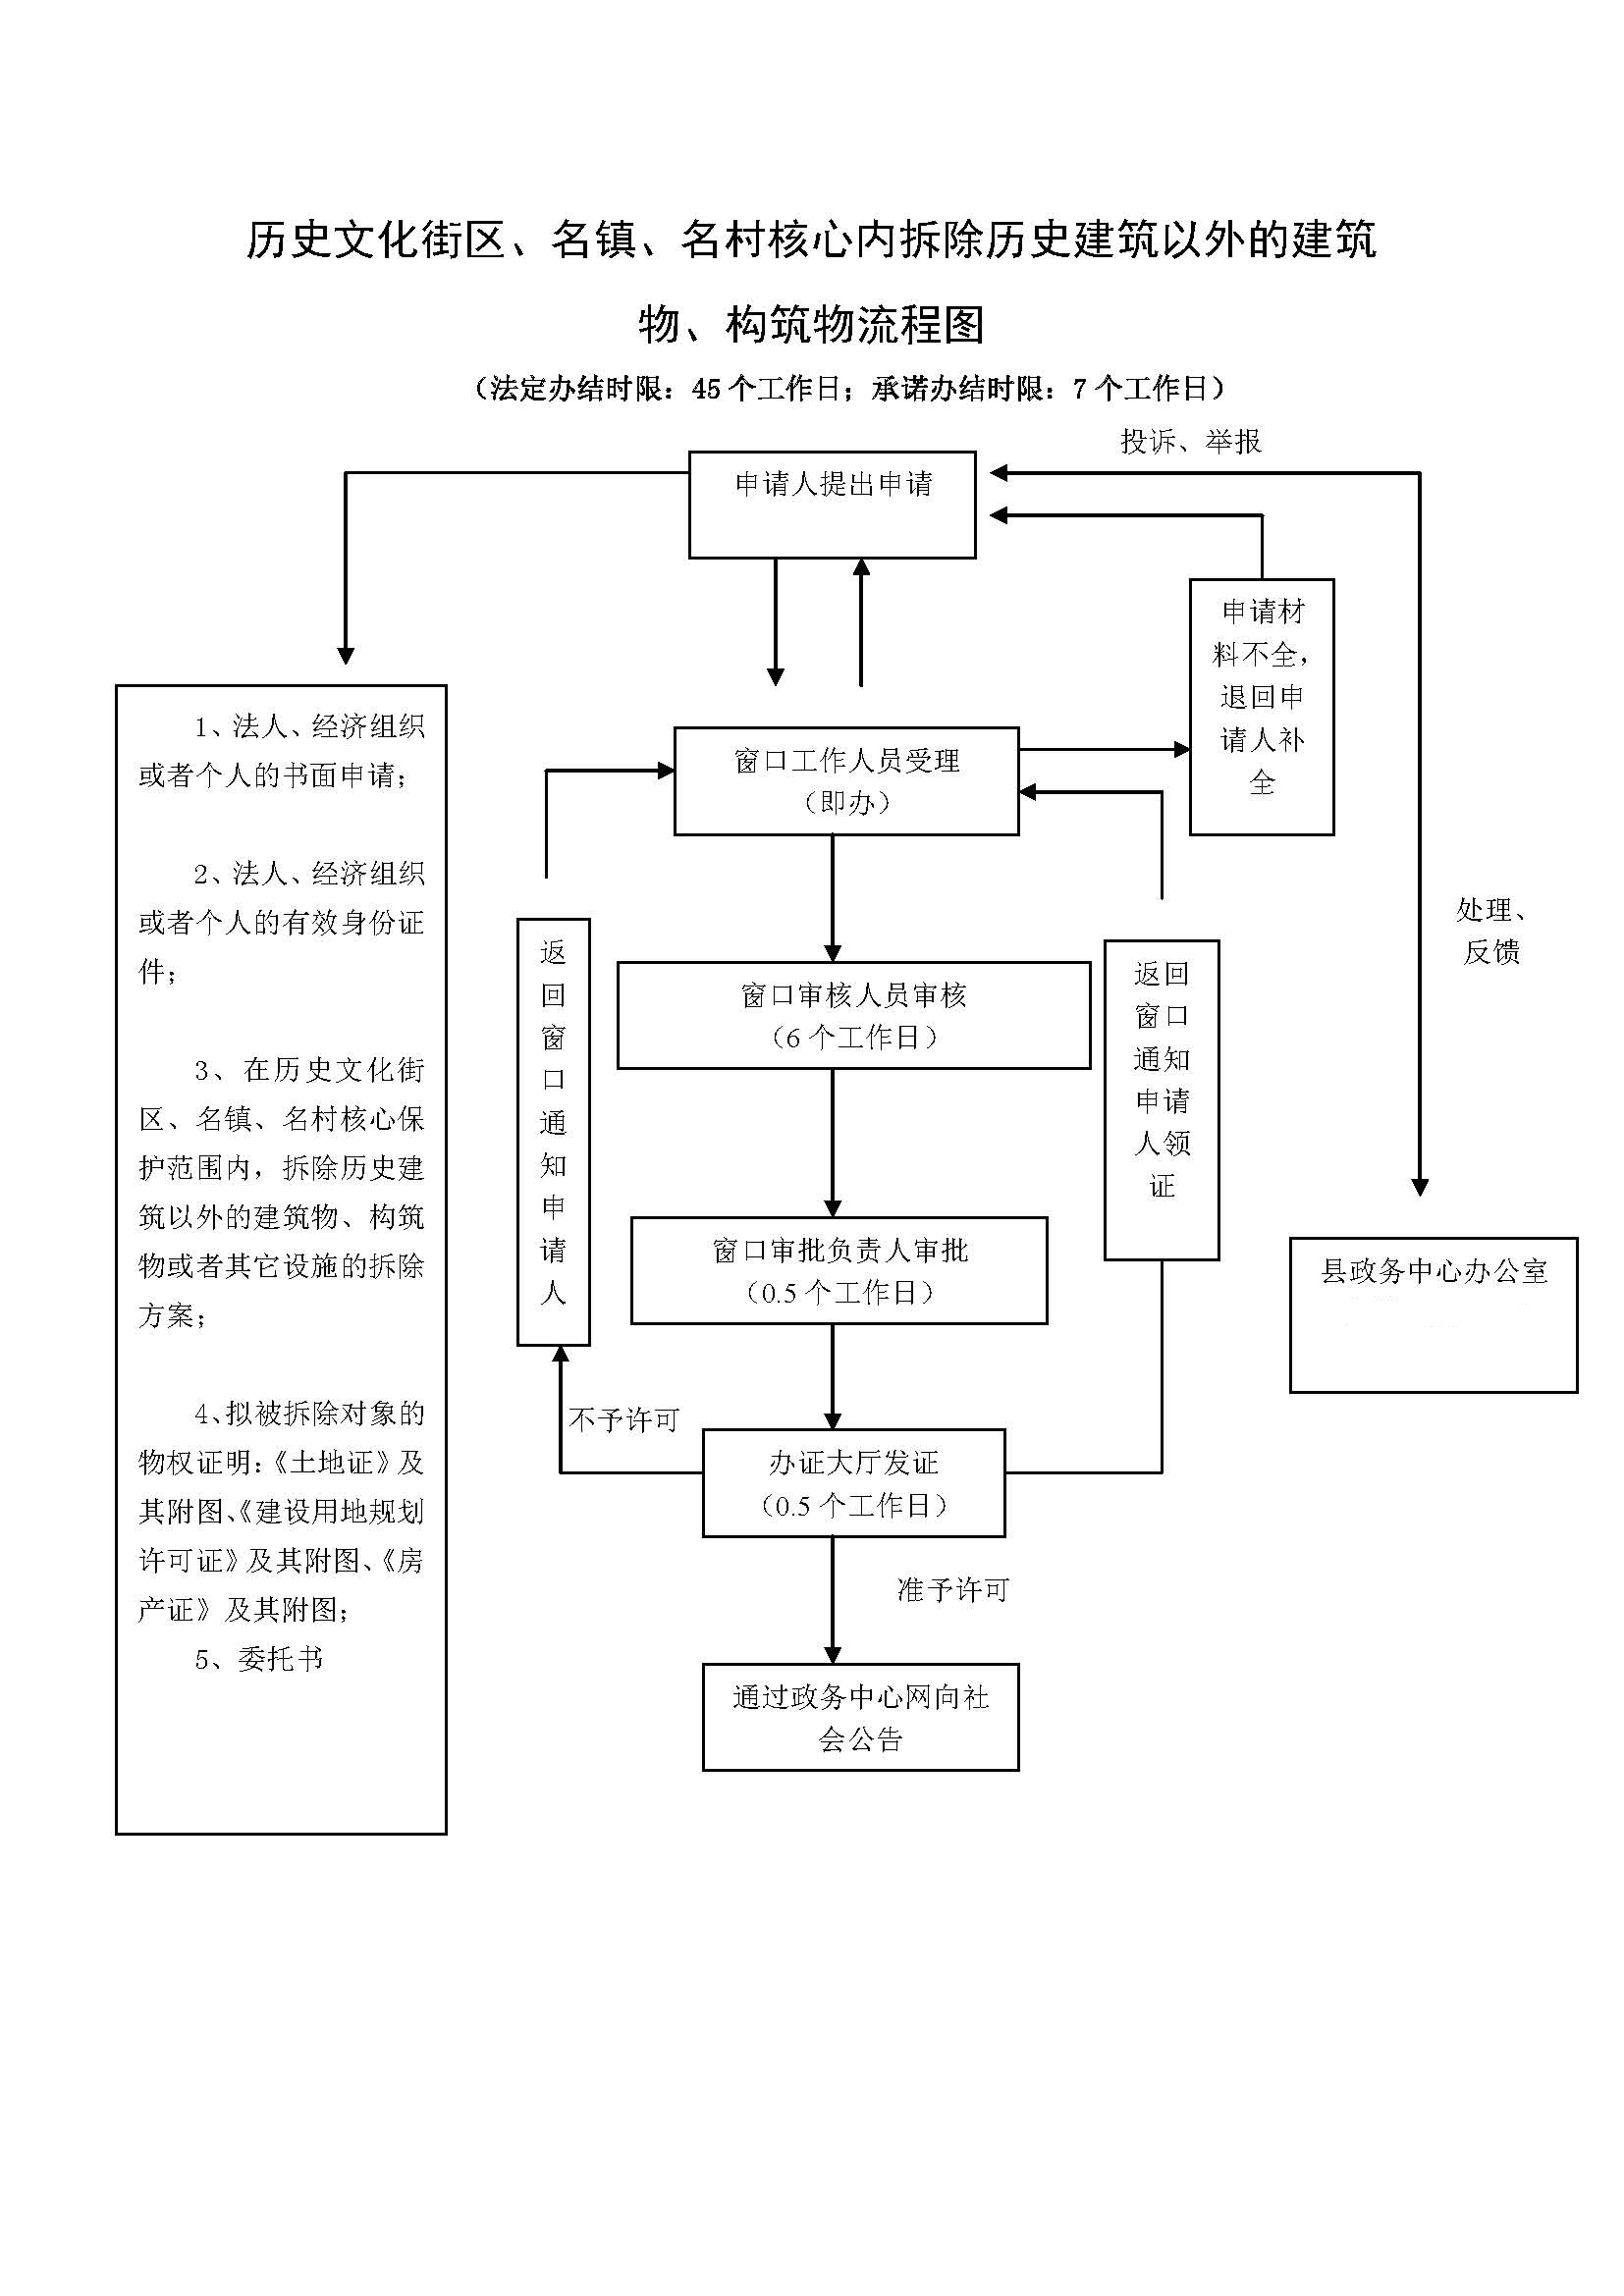 历史文化街区、名镇、名村核心内拆除历史建筑以外的建筑
物、构筑物流程图
（法定办结时限：45个工作日；承诺办结时限：7个工作日）
投诉、举报
申请人提出申请
申请材
料不全，
退回申
请人补
全
1、法人、经济组织
或者个人的书面申请；
2、法人、经济组织
或者个人的有效身份证
件；
3、在历史文化街
区、名镇、名村核心保
护范围内，拆除历史建
筑以外的建筑物、构筑
物或者其它设施的拆除
方案；
4、拟被拆除对象的
物权证明：《土地证》及
其附图、《建设用地规划
许可证》及其附图、《房
产证》及其附图；
5、委托书
窗口工作人员受理
（即办）
返
回
窗
口
通
知
申
请
人
窗口审核人员审核
（6个工作日）
返回
窗口
通知
申请
人领
证
处理、
反馈
窗口审批负责人审批
（0.5个工作日）
县政务中心办公室
不予许可
办证大厅发证
（0.5个工作日）
准予许可
通过政务中心网向社
会公告